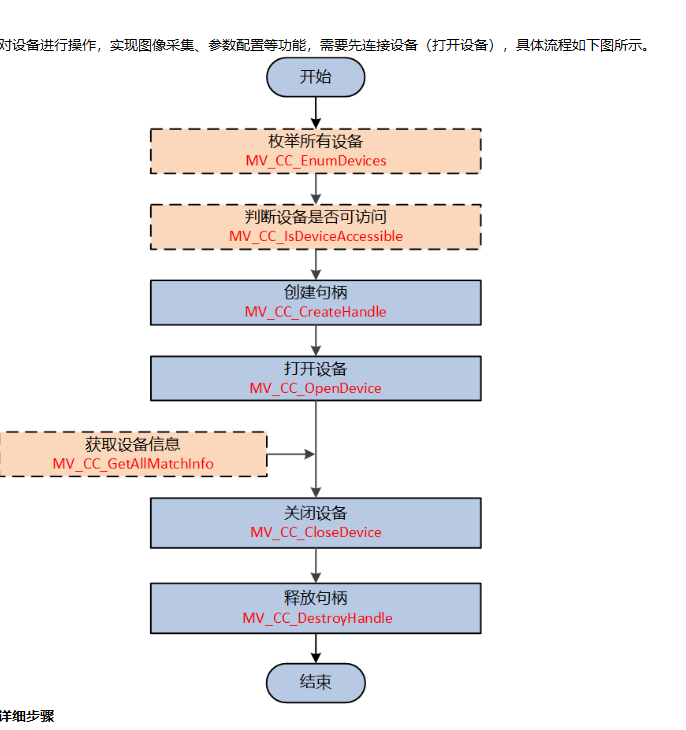 对设备进行操作，实现图像采集、参数配置等功能，需要先连接设备（打开设备），具体流程如下图所示。
开始
枚举所有设备
MV_CC_EnumDevices
判断设备是否可访问
MV_CC_IsDeviceAccessible
创建句柄
MV_CC_CreateHandle
打开设备
MV_CC_OpenDevice
获取设备信息
MV_CC_GetAllMatchInfo
关闭设备
MV_CC_CloseDevice
释放句柄
MV_CC_DestroyHandle
结束
详细步骤